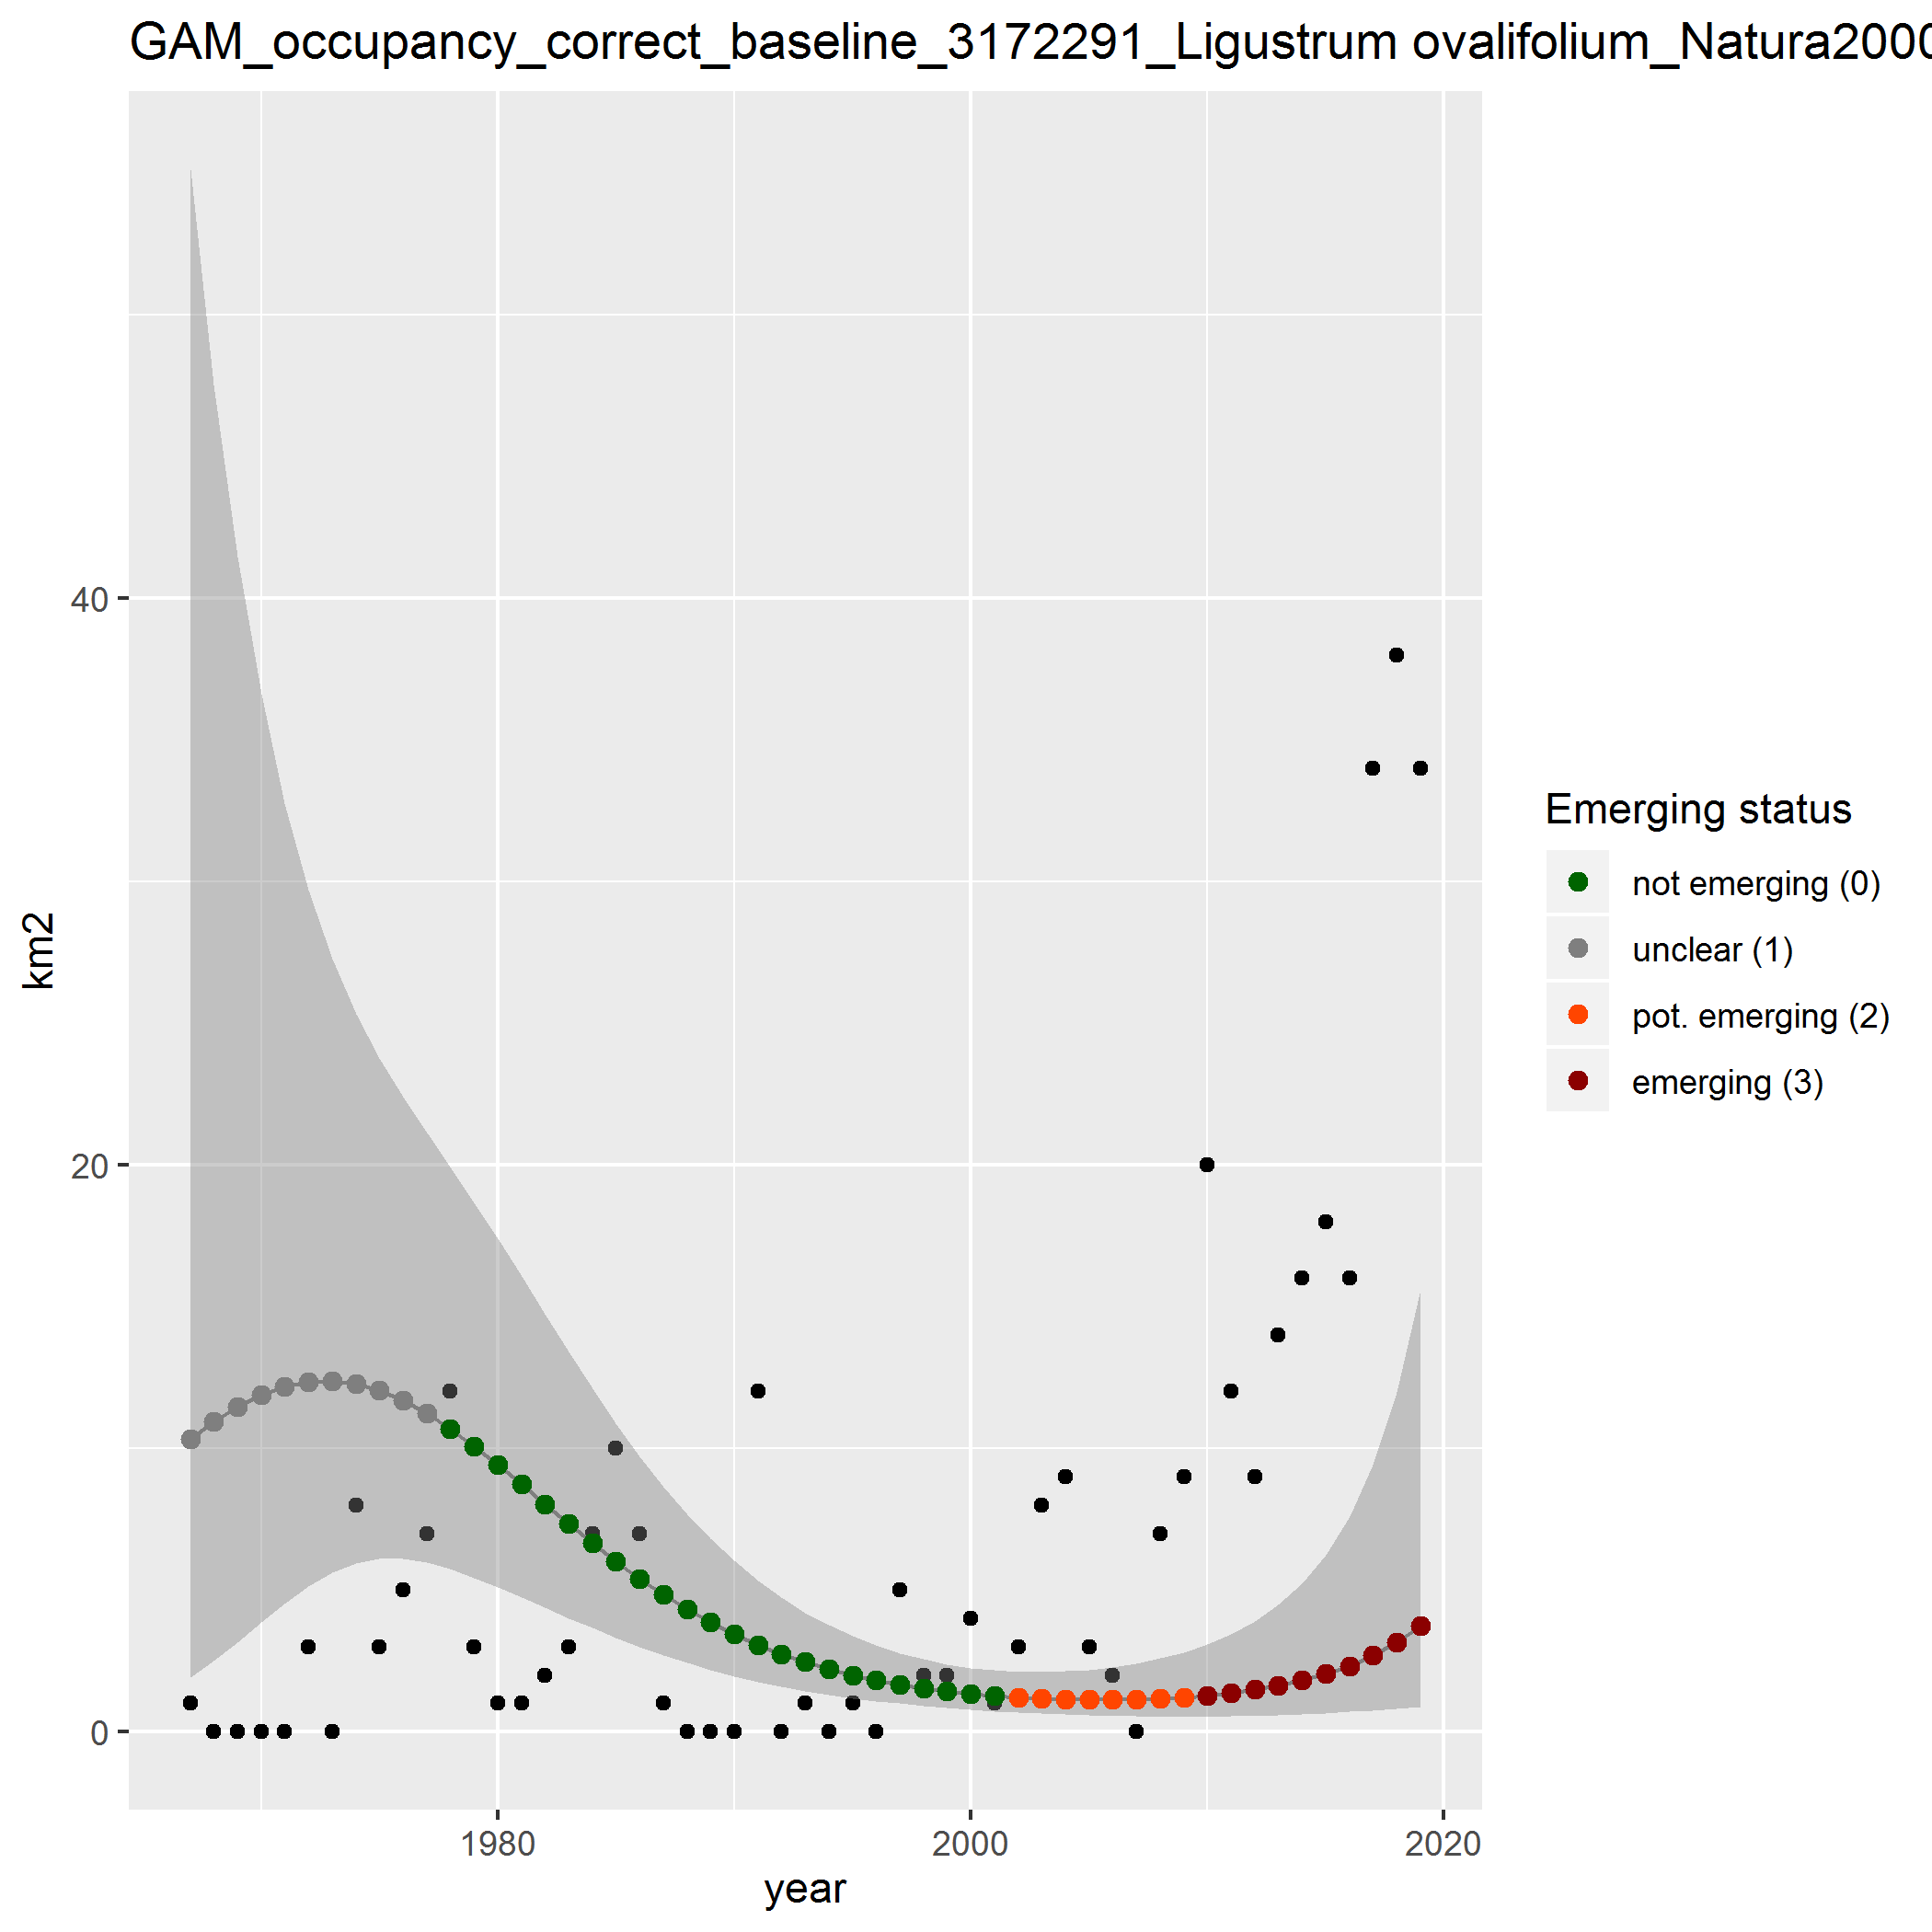 GAM_occupancy_correct_baseline_3172291_Ligustrum ovalifolium_Natura2000
km2
40
20
0
1980
2000
2020
year
Emerging status
not emerging (0)
unclear (1)
pot. emerging (2)
emerging (3)